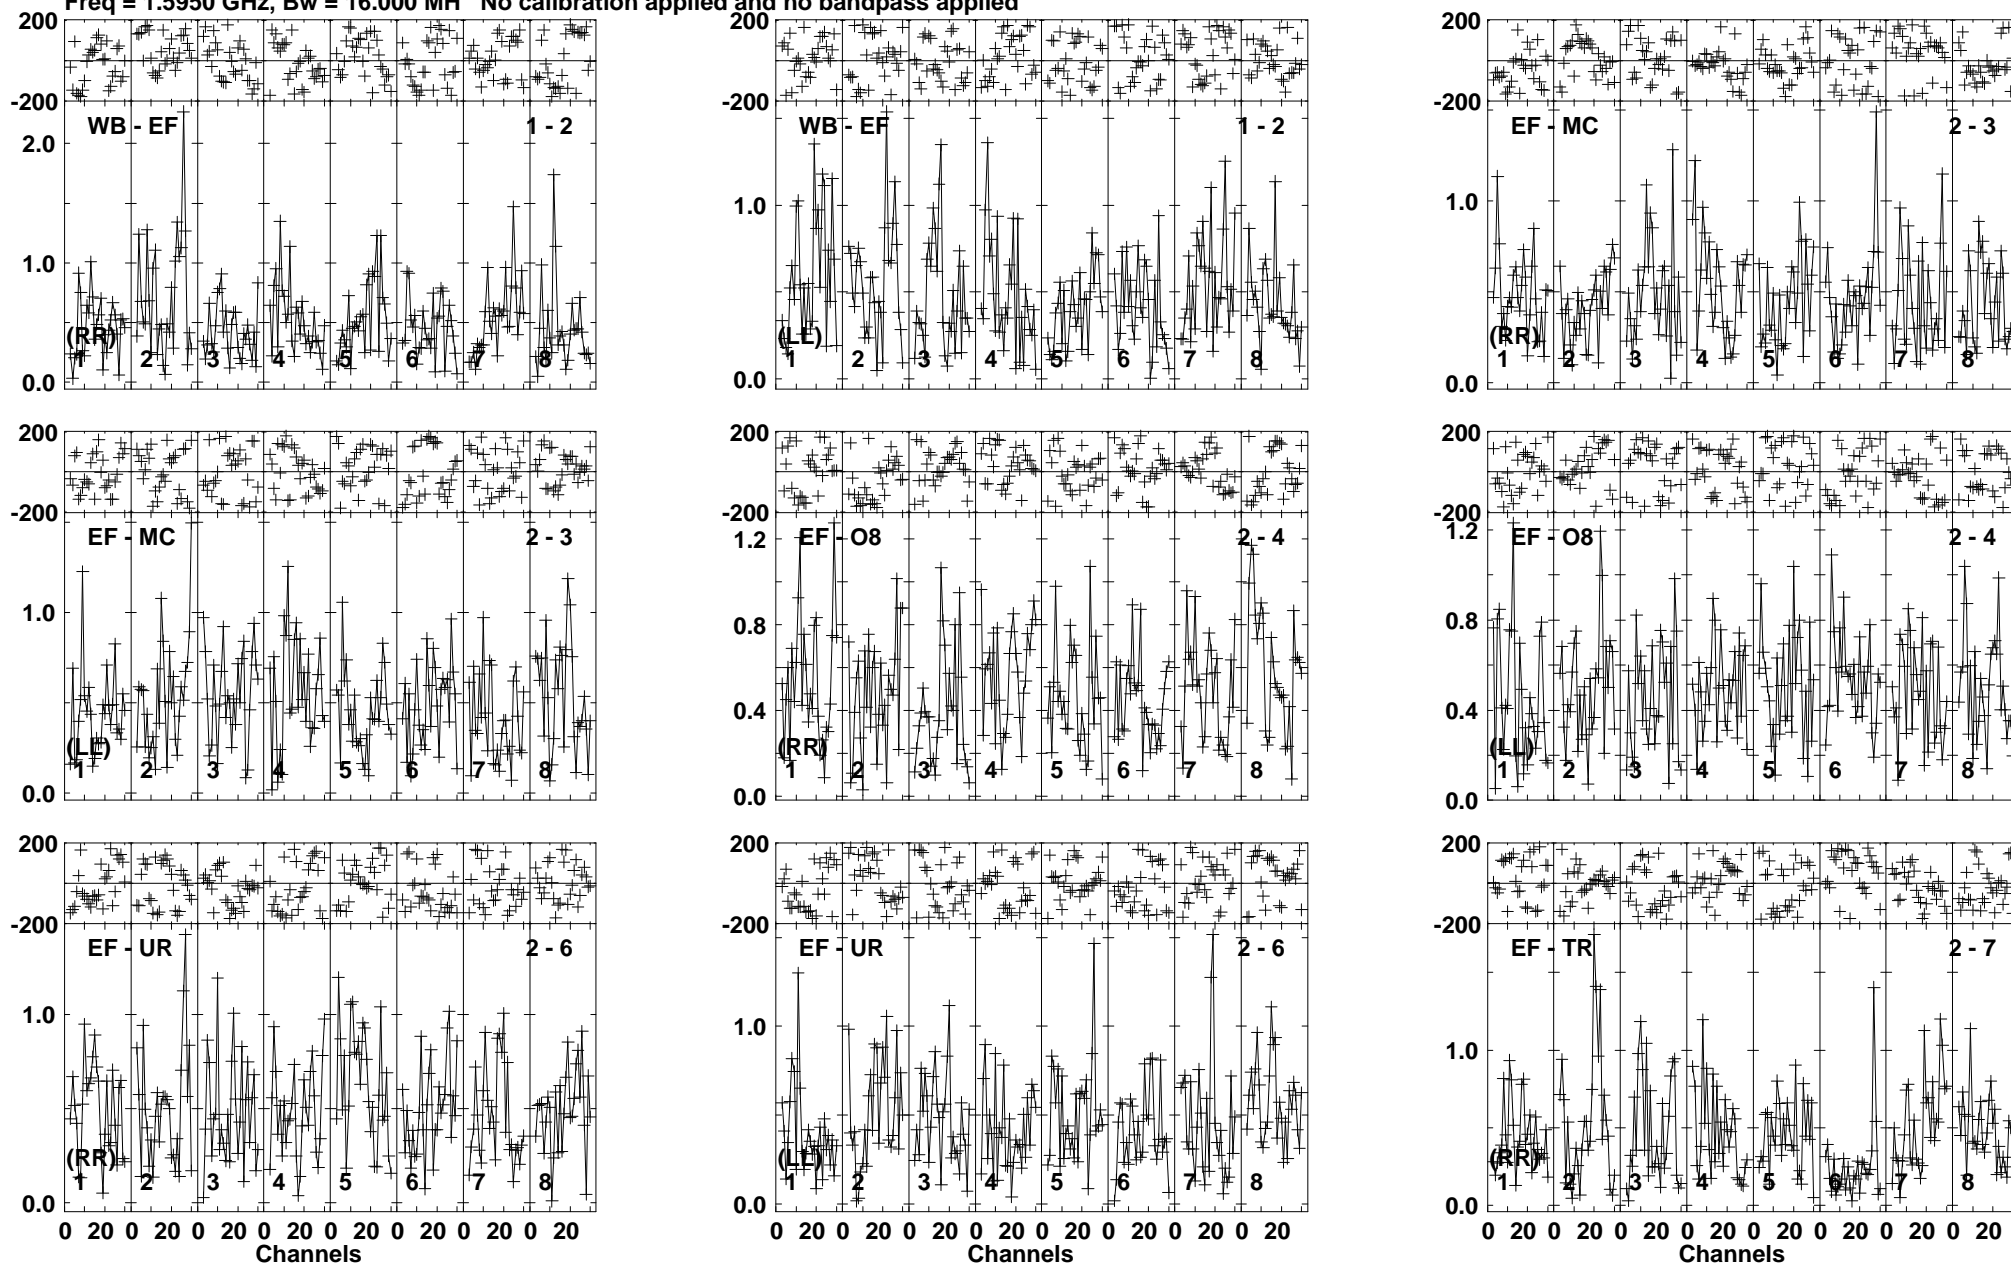 Freq = 1.5950 GHz, Bw = 16.000 MH No calibration applied and no bandpass applied
200 200 200
-200 -200 -200
WB - EF 1 - 2 WB - EF 1 - 2 EF - MC 2 - 3
2.0
1.0 1.0 1.0
(RR) (LL) (RR)
1 2 3 4 5 6 7 8 1 2 3 4 5 6 7 8 1 2 3 4 5 6 7 8
0.0 0.0 0.0
200 200 200
-200 -200 -200
EF - MC 2 - 3 EF - O8 2 - 4 EF - O8 2 - 4
1.2 1.2
1.0 0.8 0.8
0.4 0.4
(LL) (RR) (LL)
1 2 3 4 5 6 7 8 1 2 3 4 5 6 7 8 1 2 3 4 5 6 7 8
0.0 0.0 0.0
200 200 200
-200 -200 -200
EF - UR 2 - 6 EF - UR 2 - 6 EF - TR 2 - 7
1.0 1.0 1.0
(RR) (LL) (RR)
1 2 3 4 5 6 7 8 1 2 3 4 5 6 7 8 1 2 3 4 5 6 7 8
0.0 0.0 0.0
0 20 0 20 0 20 0 20 0 20 0 20 0 20 0 20 0 20 0 20 0 20 0 20 0 20 0 20 0 20 0 20 0 20 0 20 0 20 0 20 0 20 0 20 0 20 0 20
Channels Channels Channels